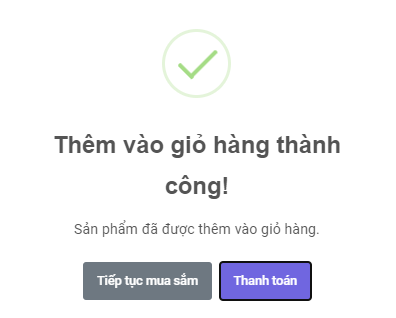 Thêm vào giỏ hàng thành
công!
Sản phẩm đã được thêm vào giỏ hàng.
Tiếp tục mua sắm Thanh toán